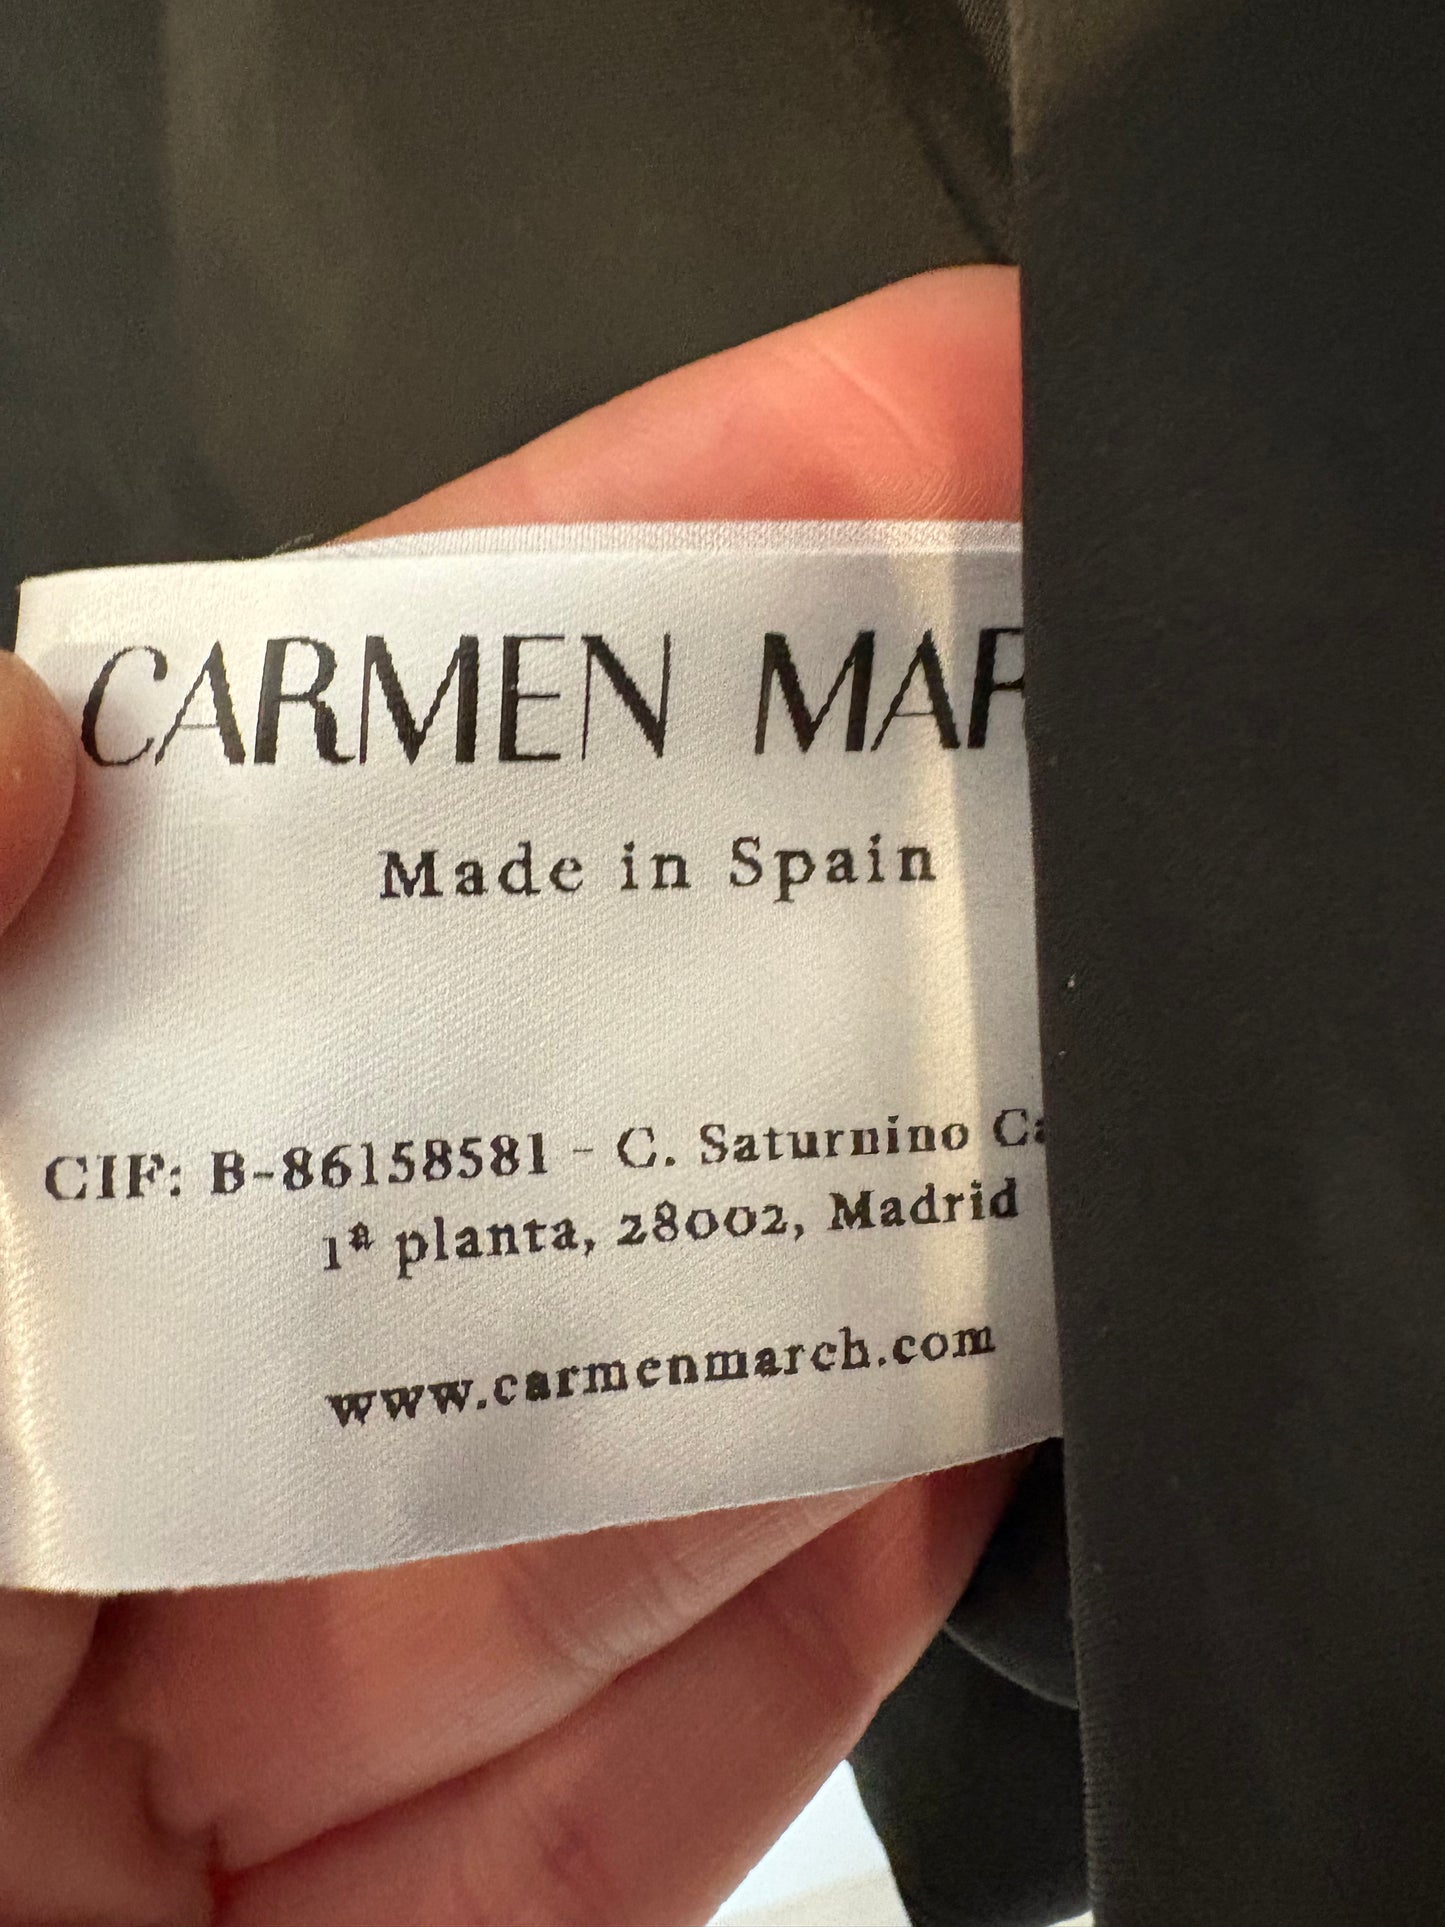 CARMEN MAR
Made in Spain
CIF: B-86158581 - C. Saturnino Ca
1ª planta, 28002, Madrid
www.carmenmarch.com